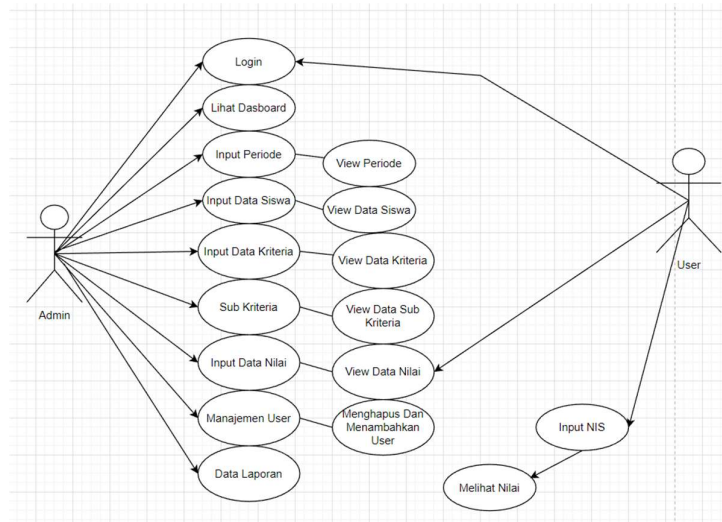 Login
Lihat Dasboard
Input Periode
View Periode
Input Data Siswa
View Data Siswa
Input Data Kriteria
View Data Kriteria
Sub Kriteria
View Data Sub
Kriteria
Input Data Nilai
View Data Nilai
Manajemen User
Menghapus Dan
Menambahkan
User
Data Laporan
Admin
User
Input NIS
Melihat Nilai